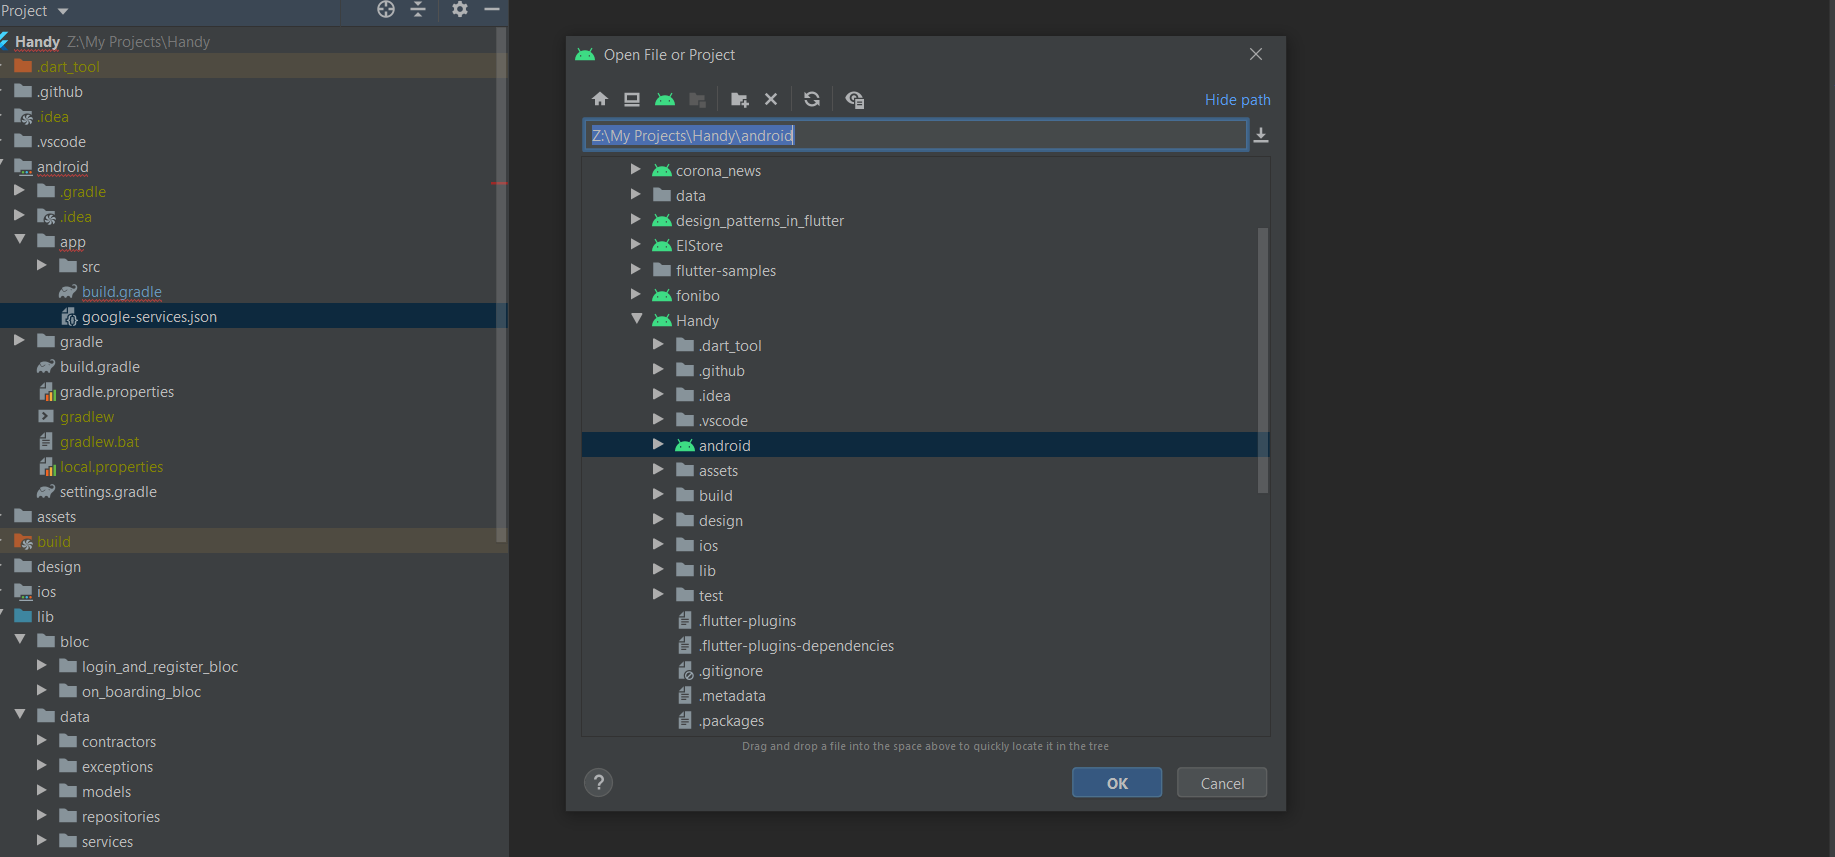 Project
Handy Z:\My Projects\Handy
.dart_tool
.github
.idea
.vscode
android
.gradle
.idea
app
src
build.gradle
google-services.json
gradle
build.gradle
gradle.properties
gradlew
gradlew.bat
local.properties
settings.gradle
assets
build
design
ios
lib
bloc
login_and_register_bloc
on_boarding_bloc
data
contractors
exceptions
models
repositories
services
Open File or Project
Hide path
Z:\My Projects\Handy\android
corona_news
data
design_patterns_in_flutter
ElStore
flutter-samples
fonibo
Handy
.dart_tool
.github
.idea
.vscode
android
assets
build
design
ios
lib
test
.flutter-plugins
.flutter-plugins-dependencies
.gitignore
.metadata
.packages
Drag and drop a file into the space above to quickly locate it in the tree
?
OK
Cancel